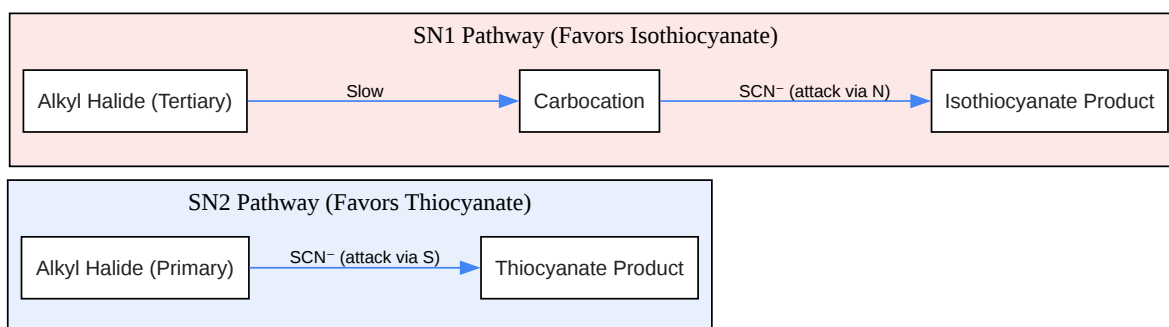 SN1 Pathway (Favors Isothiocyanate)
Alkyl Halide (Tertiary)
Slow
Carbocation
SCN⁻ (attack via N)
Isothiocyanate Product
SN2 Pathway (Favors Thiocyanate)
Alkyl Halide (Primary)
SCN⁻ (attack via S)
Thiocyanate Product